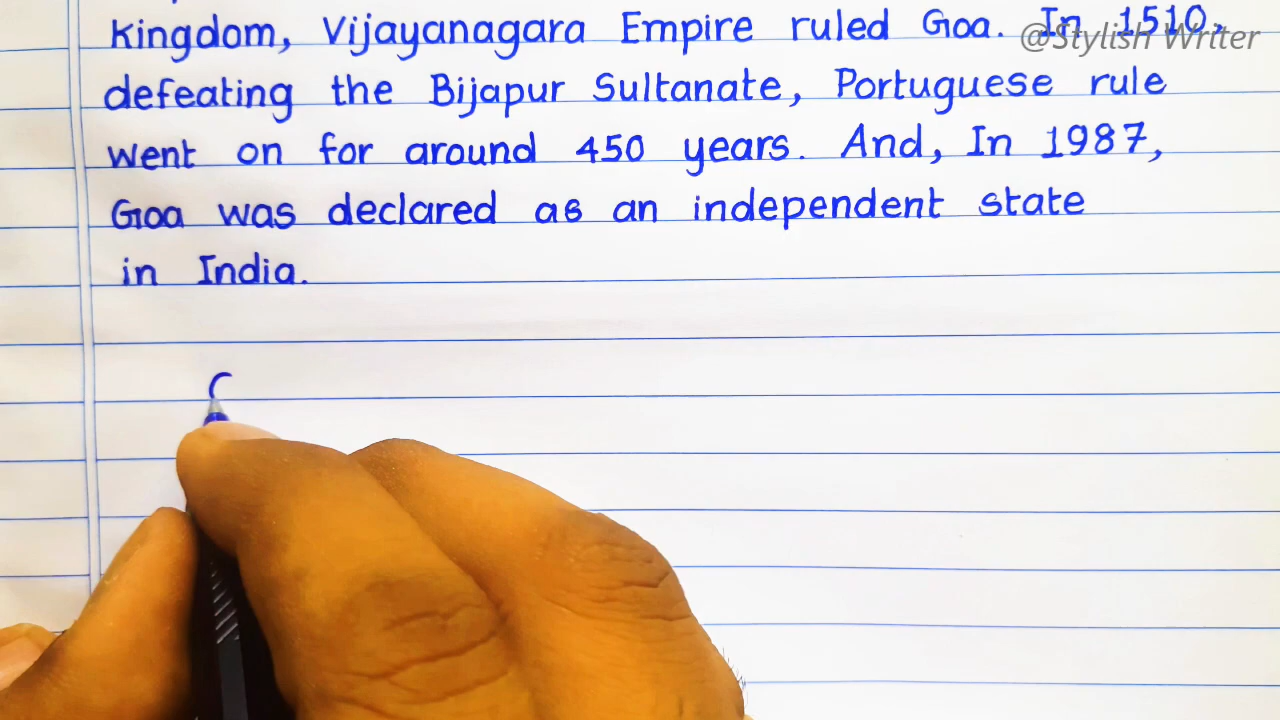 Kingdom, Vijayanagara Empire ruled Goa. In 1510,
@Stylish Writer
defeating the Bijapur Sultanate, Portuguese rule
went on for around 450 years. And, In 1987,
Goa was declared as an independent state
in India.